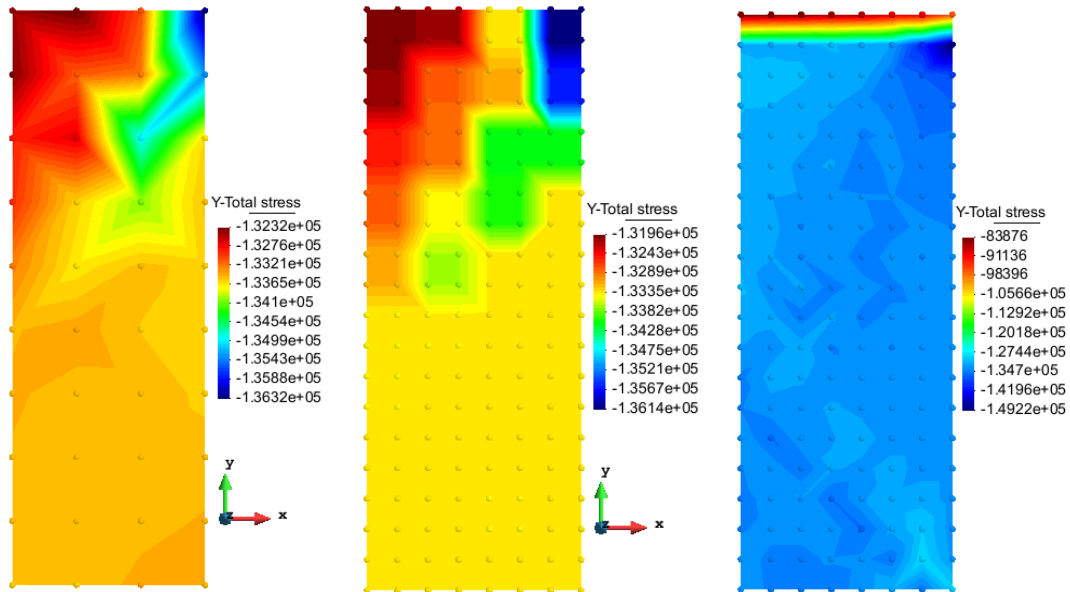 Y-Total stress
-1.3232e+05
-1.3276e+05
-1.3321e+05
-1.3365e+05
-1.341e+05
-1.3454e+05
-1.3499e+05
-1.3543e+05
-1.3588e+05
-1.3632e+05
y
z
x
Y-Total stress
-1.3196e+05
-1.3243e+05
-1.3289e+05
-1.3335e+05
-1.3382e+05
-1.3428e+05
-1.3475e+05
-1.3521e+05
-1.3567e+05
-1.3614e+05
y
z
x
Y-Total stress
-83876
-91136
-98396
-1.0566e+05
-1.1292e+05
-1.2018e+05
-1.2744e+05
-1.347e+05
-1.4196e+05
-1.4922e+05